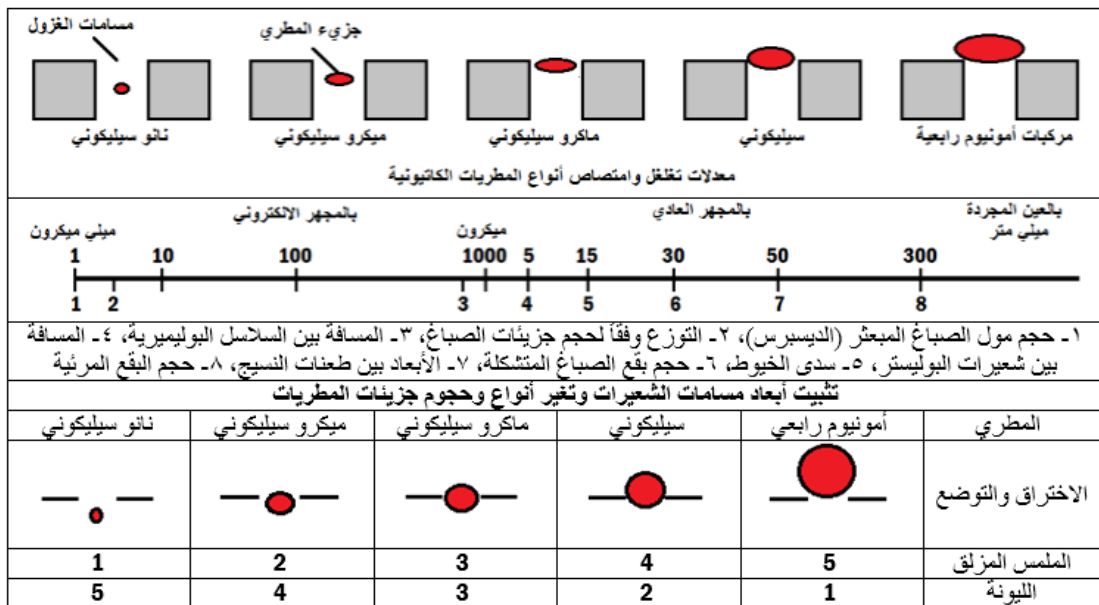 مسامات الغزول
جزيء المطري
نانو سيليكوني
ميكرو سيليكوني
ماكرو سيليكوني
سيليكوني
مركبات أمونيوم رابعية
معدلات تغلغل وامتصاص أنواع المطريات الكاتيونية
بالعين المجردة
ميلي متر
بالمجهر العادي
بالمجهر الالكتروني
ميكرون
ميلي ميكرون
1 10 100 1000 5 15 30 50 300
1 2 3 4 5 6 7 8
١- حجم مول الصباغ المبعثر (الديسبرس)، ٢- التوزع وفقاً لحجم جزيئات الصباغ، ٣- المسافة بين السلاسل البوليميرية، ٤- المسافة
بين شعيرات البوليستر، ٥- سدى الخيوط، ٦- حجم بقع الصباغ المتشكلة، ٧- الأبعاد بين طعنات النسيج، ٨- حجم البقع المرئية
تثبيت أبعاد مسامات الشعيرات وتغير أنواع وحجوم جزيئات المطريات
المطري أمونيوم رابعي سيليكوني ماكرو سيليكوني ميكرو سيليكوني نانو سيليكوني
الاختراق والتوضع
الملمس المزلق 5 4 3 2 1
الليونة 1 2 3 4 5